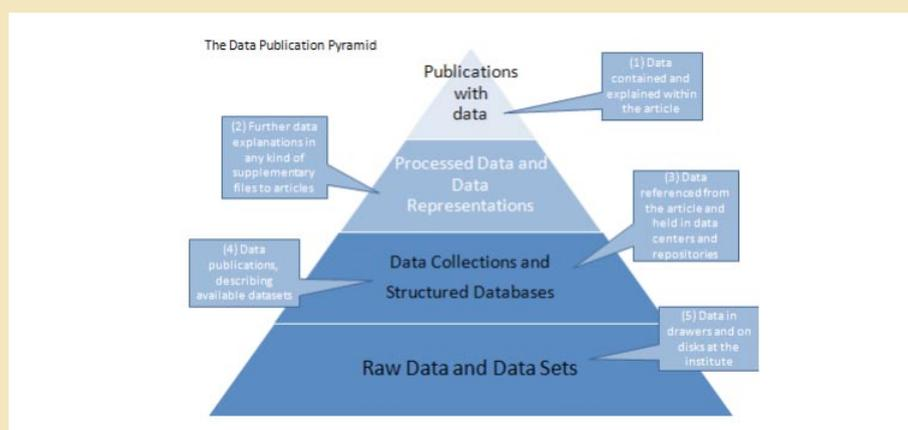 The Data Publication Pyramid
Publications
with
data
(1) Data
contained and
explained within
the article
(2) Further data
explanations in
any kind of
supplementary
files to articles
Processed Data and
Data
Representations
(3) Data
referenced from
the article and
held in data
centers and
repositories
(4) Data
publications,
describing
available datasets
Data Collections and
Structured Databases
(5) Data in
drawers and on
disks at the
institute
Raw Data and Data Sets